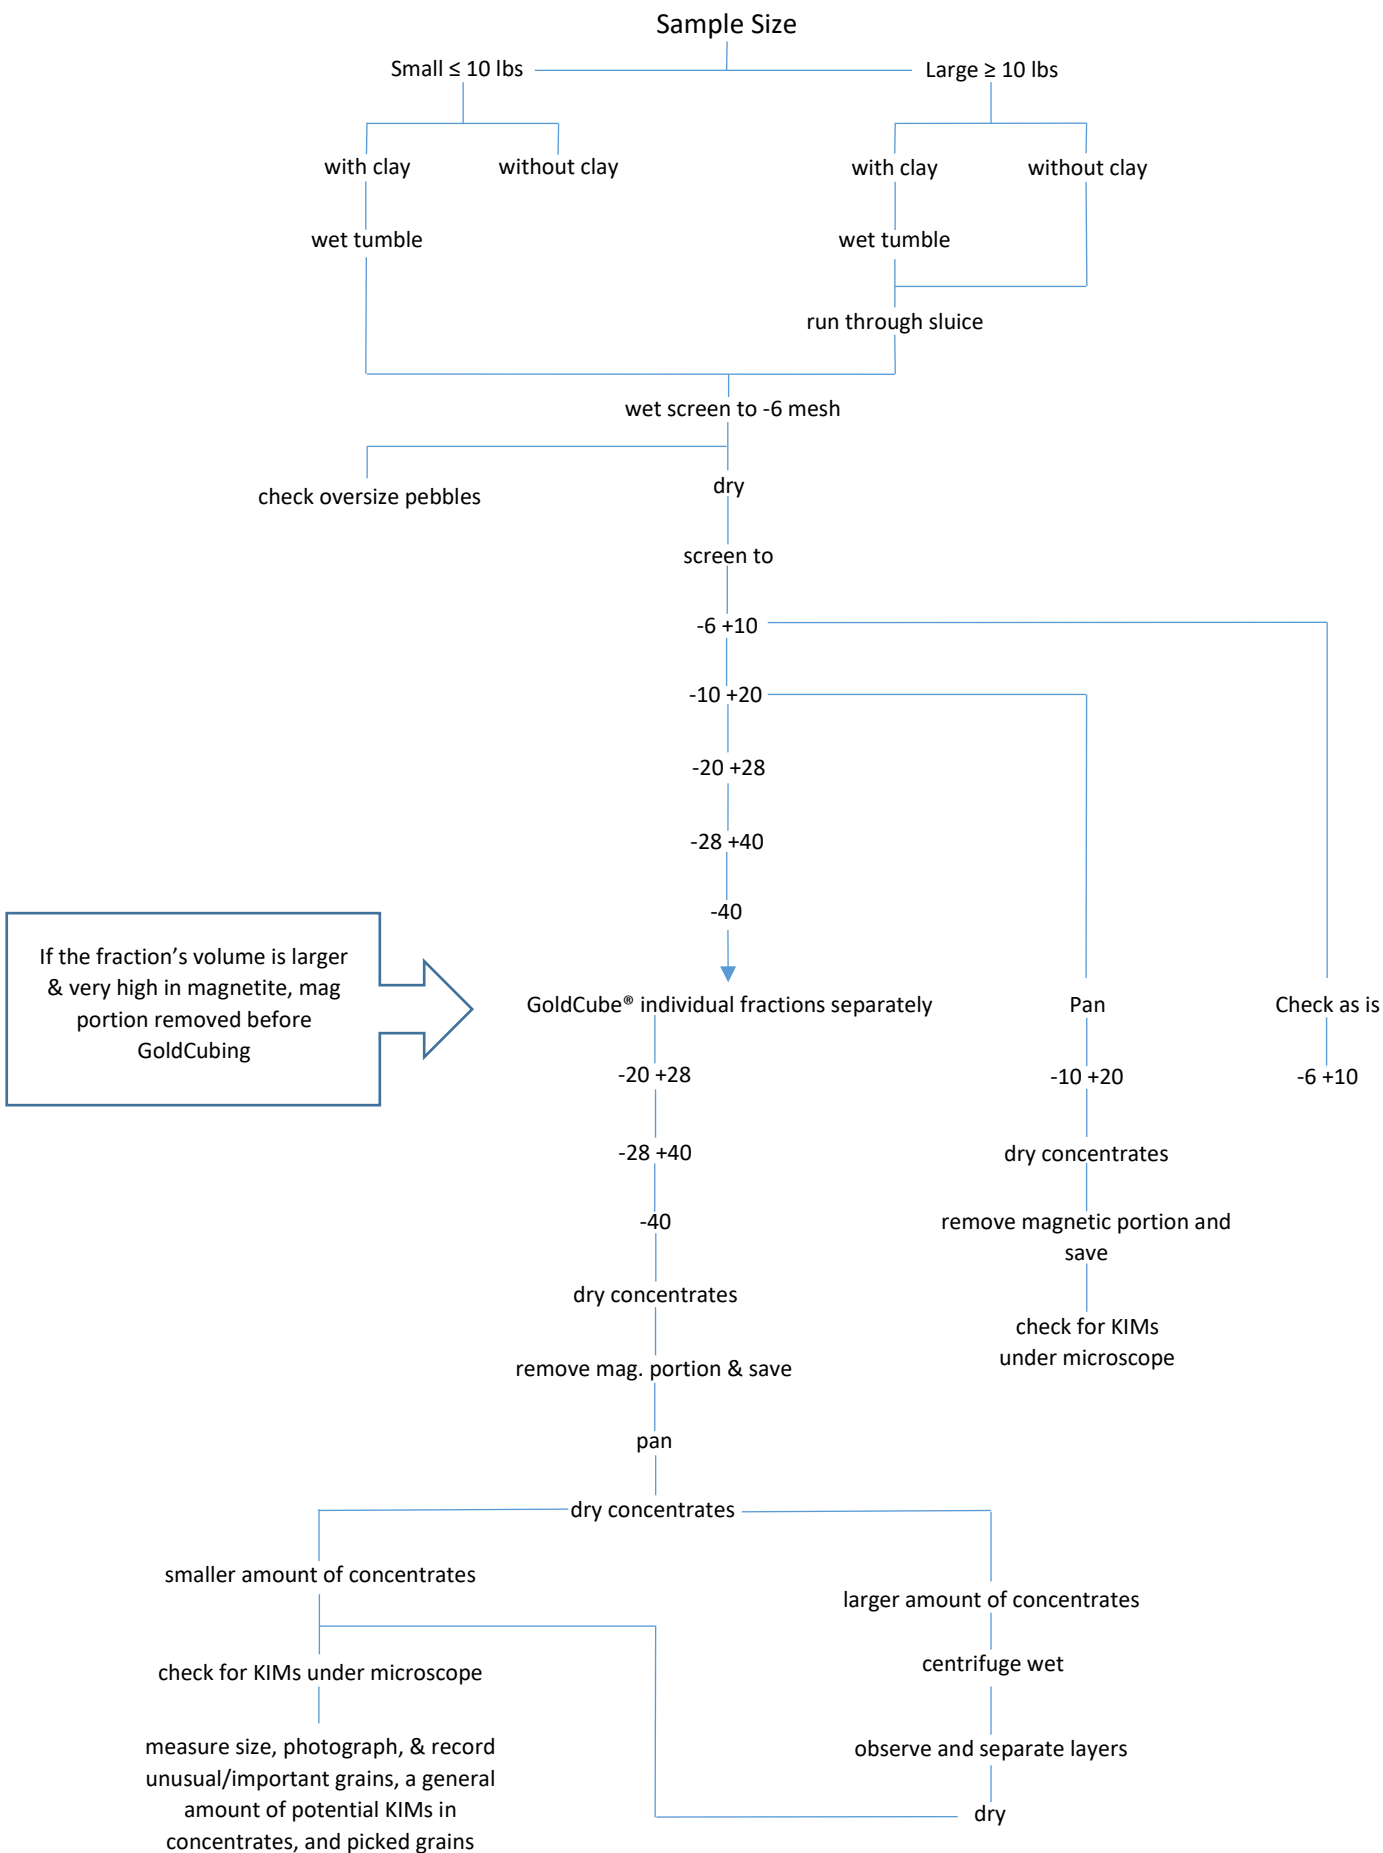 Sample Size
Small ≤ 10 lbs
Large ≥ 10 lbs
with clay
without clay
with clay
without clay
wet tumble
wet tumble
run through sluice
wet screen to -6 mesh
check oversize pebbles
dry
screen to
-6 +10
-10 +20
-20 +28
-28 +40
-40
If the fraction’s volume is larger
& very high in magnetite, mag
portion removed before
GoldCubing
GoldCube® individual fractions separately
Pan
Check as is
-20 +28
-10 +20
-6 +10
-28 +40
dry concentrates
-40
remove magnetic portion and
save
dry concentrates
check for KIMs
under microscope
remove mag. portion & save
pan
dry concentrates
smaller amount of concentrates
larger amount of concentrates
check for KIMs under microscope
centrifuge wet
measure size, photograph, & record
unusual/important grains, a general
amount of potential KIMs in
concentrates, and picked grains
observe and separate layers
dry